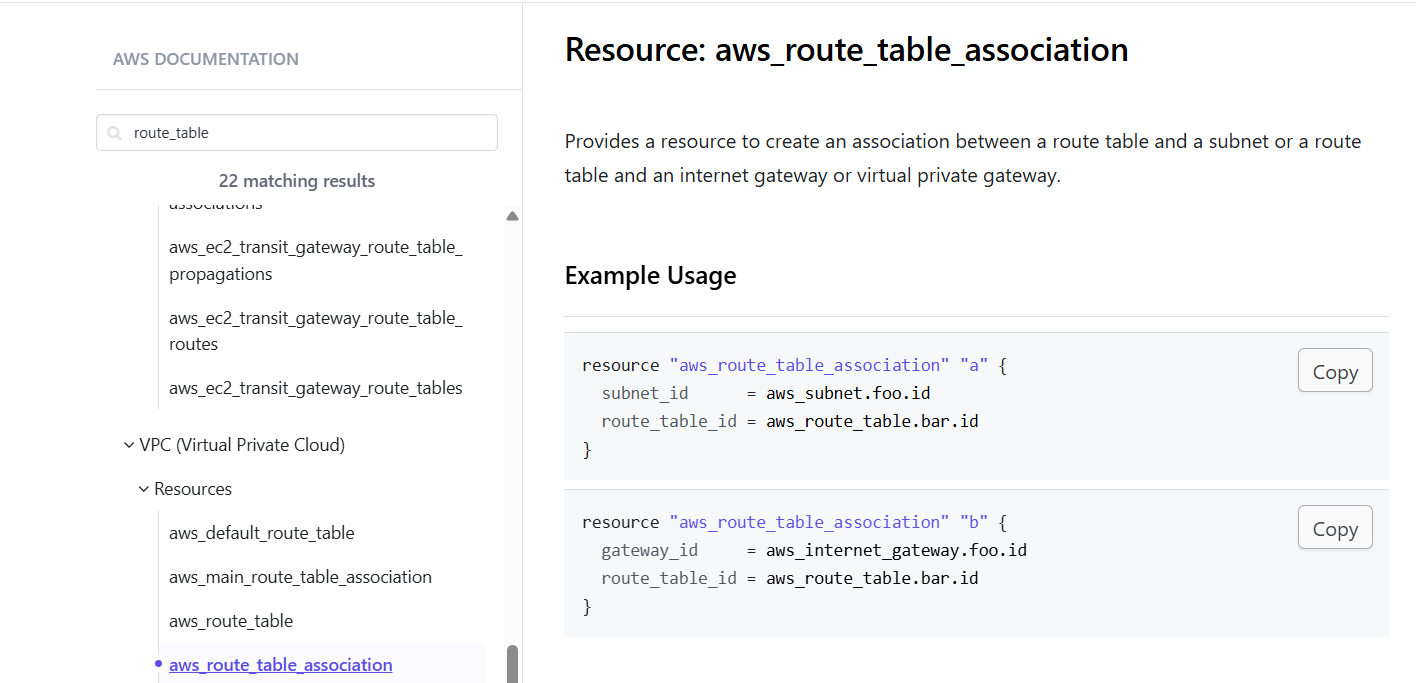 AWS DOCUMENTATION
route_table
22 matching results
associations
aws_ec2_transit_gateway_route_table_
propagations
aws_ec2_transit_gateway_route_table_
routes
aws_ec2_transit_gateway_route_tables
VPC (Virtual Private Cloud)
Resources
aws_default_route_table
aws_main_route_table_association
aws_route_table
aws_route_table_association
Resource: aws_route_table_association
Provides a resource to create an association between a route table and a subnet or a route
table and an internet gateway or virtual private gateway.
Example Usage
resource "aws_route_table_association" "a" {
  subnet_id      = aws_subnet.foo.id
  route_table_id = aws_route_table.bar.id
}
Copy
resource "aws_route_table_association" "b" {
  gateway_id     = aws_internet_gateway.foo.id
  route_table_id = aws_route_table.bar.id
}
Copy